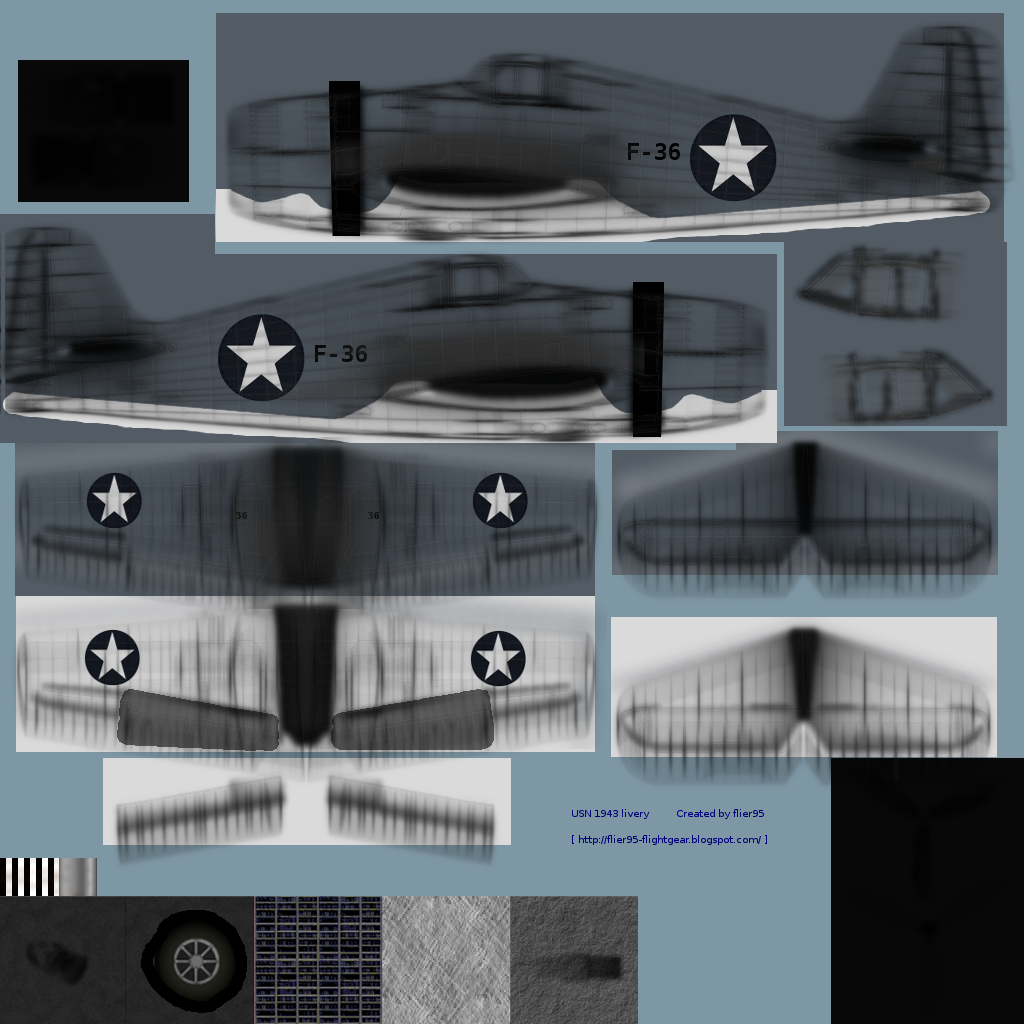 F-36
F-36
36 36
USN 1943 livery Created by flier95
[ http://flier95-flightgear.blogspot.com/ ]